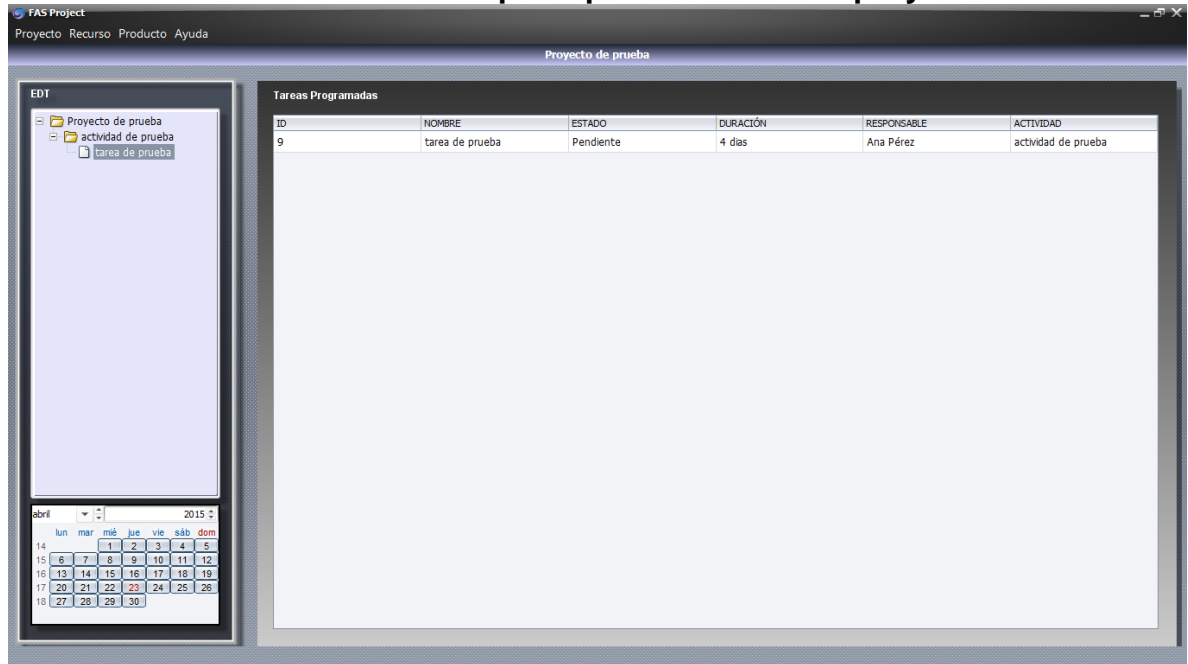 FAS Project
Proyecto Recurso Producto Ayuda
Proyecto de prueba
EDT
Proyecto de prueba
actividad de prueba
tarea de prueba
abril 2015
lun mar mié jue vie sáb dom
14 1 2 3 4 5
15 6 7 8 9 10 11 12
16 13 14 15 16 17 18 19
17 20 21 22 23 24 25 26
18 27 28 29 30
Tareas Programadas
ID NOMBRE ESTADO DURACIÓN RESPONSABLE ACTIVIDAD
9 tarea de prueba Pendiente 4 dias Ana Pérez actividad de prueba